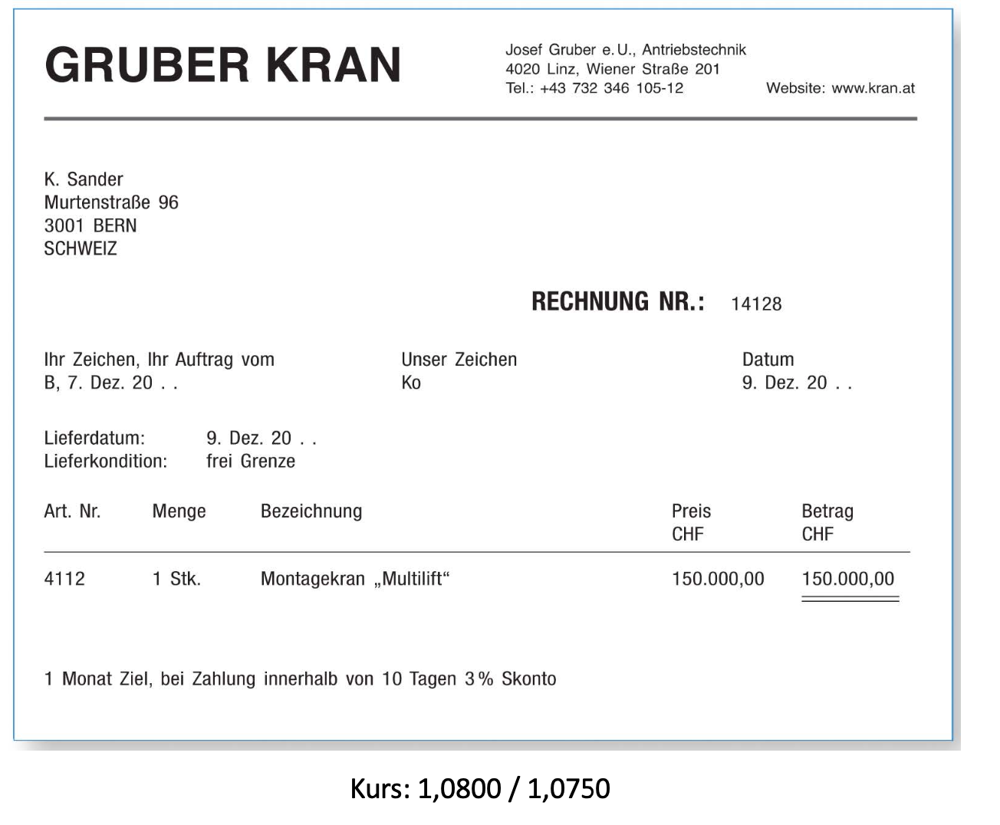 GRUBER KRAN
Josef Gruber e. U., Antriebstechnik
4020 Linz, Wiener Straße 201
Tel.: +43 732 346 105-12 Website: www.kran.at
K. Sander
Murtenstraße 96
3001 BERN
SCHWEIZ
RECHNUNG NR.: 14128
Ihr Zeichen, Ihr Auftrag vom Unser Zeichen Datum
B, 7. Dez. 20 . . Ko 9. Dez. 20 . .
Lieferdatum: 9. Dez. 20 . .
Lieferkondition: frei Grenze
Art. Nr. Menge Bezeichnung Preis Betrag
CHF CHF
4112 1 Stk. Montagekran „Multilift“ 150.000,00 150.000,00
1 Monat Ziel, bei Zahlung innerhalb von 10 Tagen 3 % Skonto
Kurs: 1,0800 / 1,0750